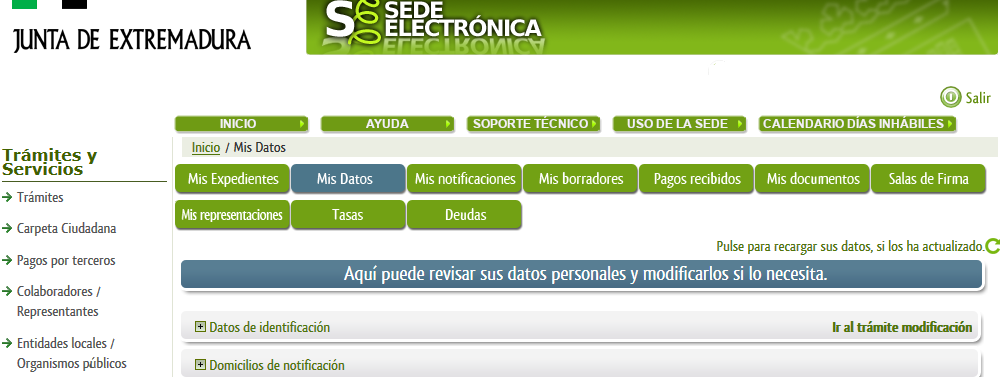 JUNTA DE EXTREMADURA
SEDE
ELECTRÓNICA
Salir
INICIO
AYUDA
SOPORTE TÉCNICO
USO DE LA SEDE
CALENDARIO DÍAS INHÁBILES
Inicio / Mis Datos
Trámites y
Servicios
Trámites
Carpeta Ciudadana
Pagos por terceros
Colaboradores /
Representantes
Entidades locales /
Organismos públicos
Mis Expedientes
Mis Datos
Mis notificaciones
Mis borradores
Pagos recibidos
Mis documentos
Salas de Firma
Mis representaciones
Tasas
Deudas
Pulse para recargar sus datos, si los ha actualizado.
Aquí puede revisar sus datos personales y modificarlos si lo necesita.
Datos de identificación
Ir al trámite modificación
Domicilios de notificación